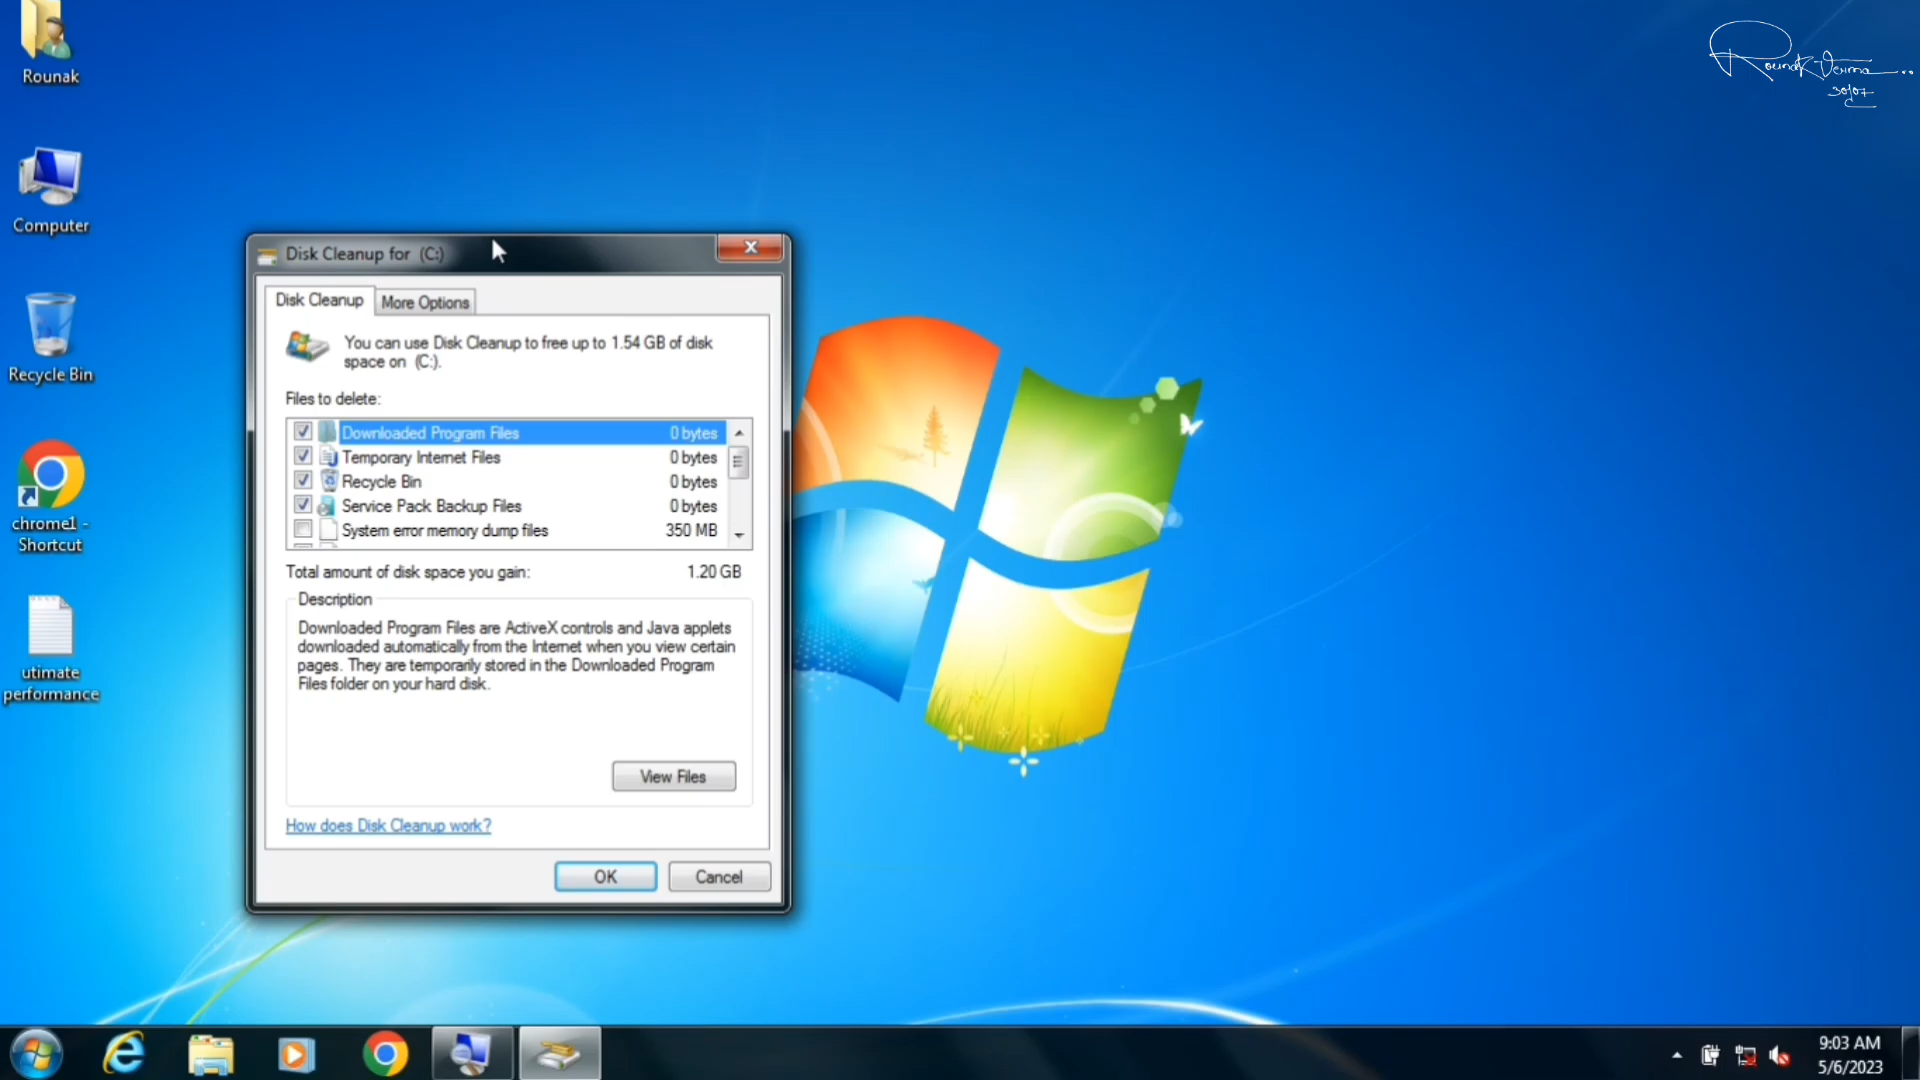 Rounak
Computer
Recycle Bin
chrome1 -
Shortcut
utimate
performance
Rounak Verma...
30/07
Disk Cleanup for (C:)
Disk Cleanup
More Options
You can use Disk Cleanup to free up to 1.54 GB of disk
space on (C:).
Files to delete:
Downloaded Program Files 0 bytes
Temporary Internet Files 0 bytes
Recycle Bin 0 bytes
Service Pack Backup Files 0 bytes
System error memory dump files 350 MB
Total amount of disk space you gain: 1.20 GB
Description
Downloaded Program Files are ActiveX controls and Java applets
downloaded automatically from the Internet when you view certain
pages. They are temporarily stored in the Downloaded Program
Files folder on your hard disk.
View Files
How does Disk Cleanup work?
OK
Cancel
9:03 AM
5/6/2023